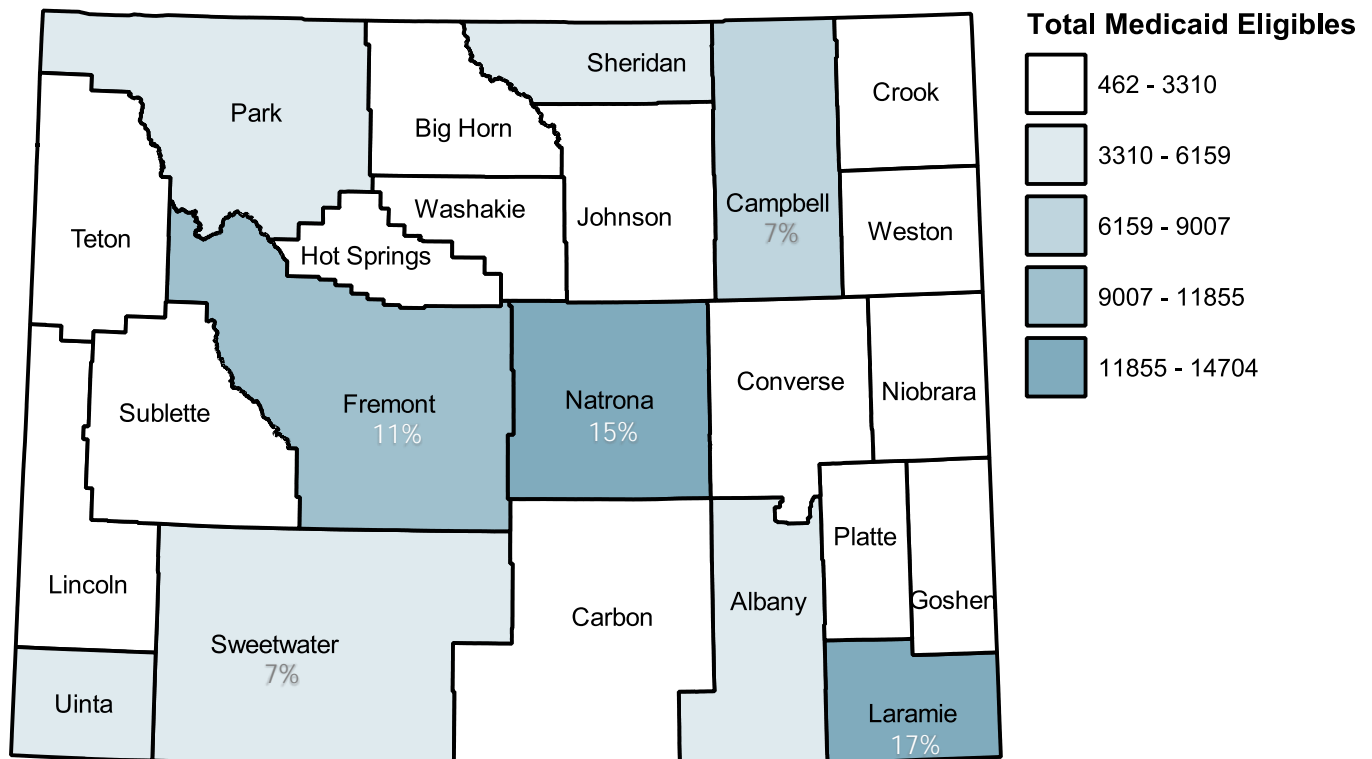 Total Medicaid Eligibles
462 - 3310
3310 - 6159
6159 - 9007
9007 - 11855
11855 - 14704
Sheridan
Crook
Park
Big Horn
Campbell
7%
Washakie
Johnson
Weston
Teton
Hot Springs
Converse
Niobrara
Sublette
Fremont
11%
Natrona
15%
Platte
Lincoln
Goshen
Albany
Carbon
Sweetwater
7%
Uinta
Laramie
17%